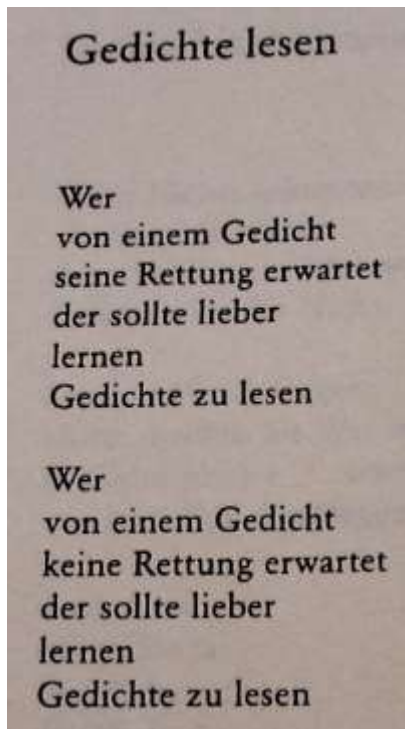 Gedichte lesen
Wer
von einem Gedicht
seine Rettung erwartet
der sollte lieber
lernen
Gedichte zu lesen
Wer
von einem Gedicht
keine Rettung erwartet
der sollte lieber
lernen
Gedichte zu lesen